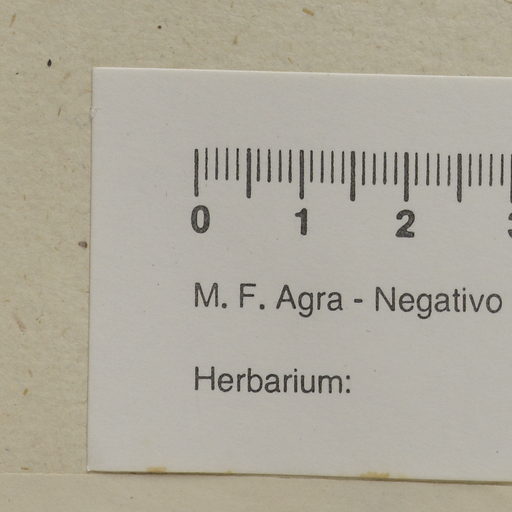 0 1 2
M. F. Agra - Negativo
Herbarium: